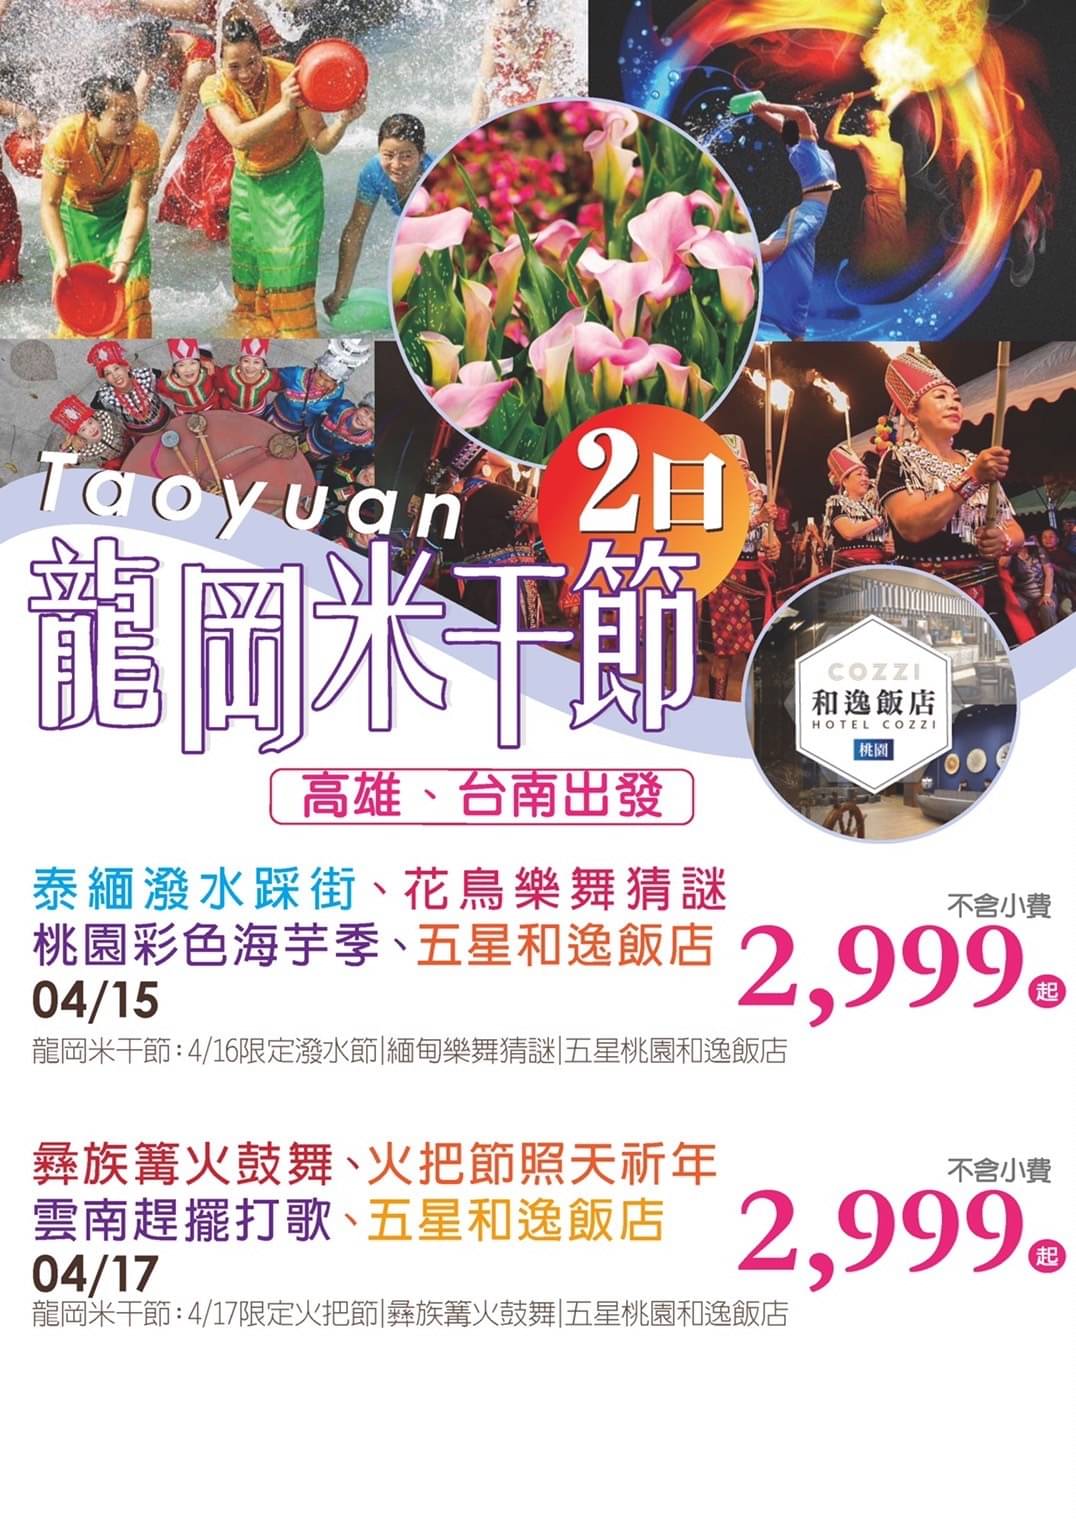 Taoyuan
2日
龍岡米干節
COZZI
和逸飯店
HOTEL COZZI
桃園
高雄、台南出發
泰緬潑水踩街、花鳥樂舞猜謎
桃園彩色海芋季、五星和逸飯店
04/15
不含小費
2,999起
龍岡米干節:4/16限定潑水節|緬甸樂舞猜謎|五星桃園和逸飯店
彝族篝火鼓舞、火把節照天祈年
雲南趕擺打歌、五星和逸飯店
04/17
不含小費
2,999起
龍岡米干節:4/17限定火把節|彝族篝火鼓舞|五星桃園和逸飯店